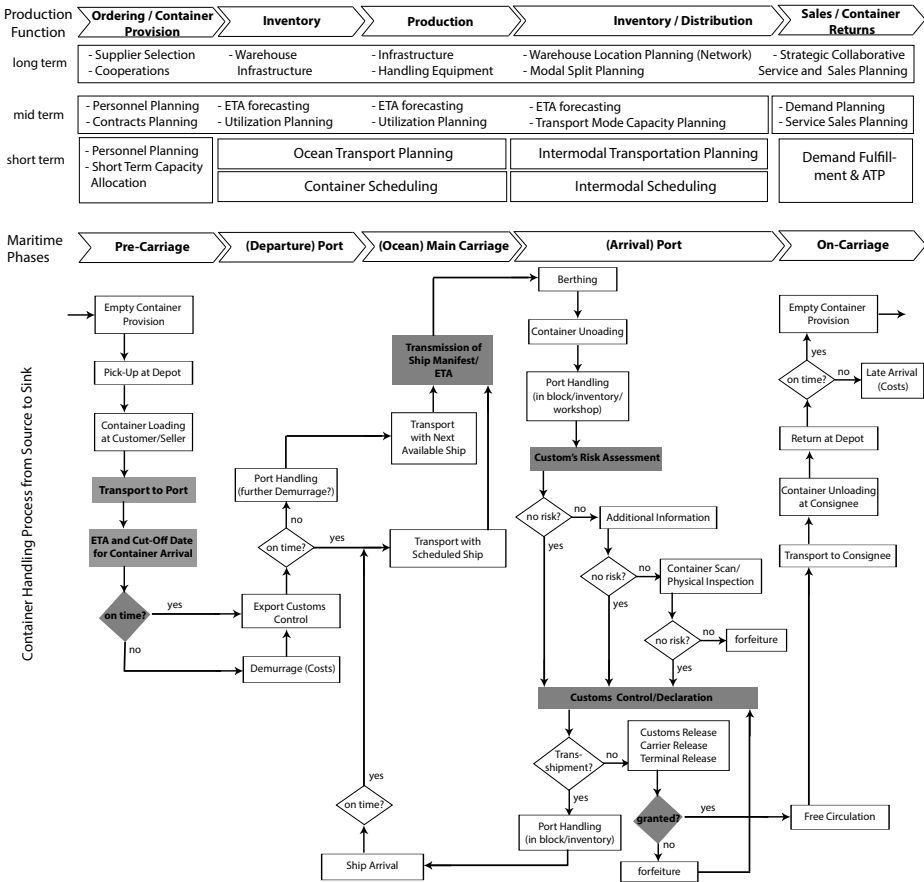 Production
Function
Ordering / Container
Provision
Inventory
Production
Inventory / Distribution
Sales / Container
Returns
long term
- Supplier Selection
- Cooperations
- Warehouse
Infrastructure
- Infrastructure
- Handling Equipment
- Warehouse Location Planning (Network)
- Modal Split Planning
- Strategic Collaborative
Service and Sales Planning
mid term
- Personnel Planning
- Contracts Planning
- ETA forecasting
- Utilization Planning
- ETA forecasting
- Utilization Planning
- ETA forecasting
- Transport Mode Capacity Planning
- Demand Planning
- Service Sales Planning
short term
- Personnel Planning
- Short Term Capacity
Allocation
Ocean Transport Planning
Container Scheduling
Intermodal Transportation Planning
Intermodal Scheduling
Demand Fulfill-
ment & ATP
Maritime
Phases
Pre-Carriage
(Departure) Port
(Ocean) Main Carriage
(Arrival) Port
On-Carriage
Container Handling Process from Source to Sink
Empty Container
Provision
Pick-Up at Depot
Container Loading
at Customer/Seller
Transport to Port
ETA and Cut-Off Date
for Container Arrival
on time?
yes
no
Demurrage (Costs)
Export Customs
Control
on time?
no
yes
Port Handling
(further Demurrage?)
Transport
with Next
Available Ship
Transport with
Scheduled Ship
Transmission of
Ship Manifest/
ETA
Berthing
Container Unoading
Port Handling
(in block/inventory/
workshop)
Custom's Risk Assessment
no risk?
no
yes
Additional Information
no risk?
no
yes
Container Scan/
Physical Inspection
no risk?
no
yes
forfeiture
Customs Control/Declaration
Trans-
shipment?
no
yes
Customs Release
Carrier Release
Terminal Release
granted?
yes
no
forfeiture
Port Handling
(in block/inventory)
Ship Arrival
on time?
yes
Free Circulation
Transport to Consignee
Container Unloading
at Consignee
Return at Depot
on time?
no
yes
Late Arrival
(Costs)
Empty Container
Provision